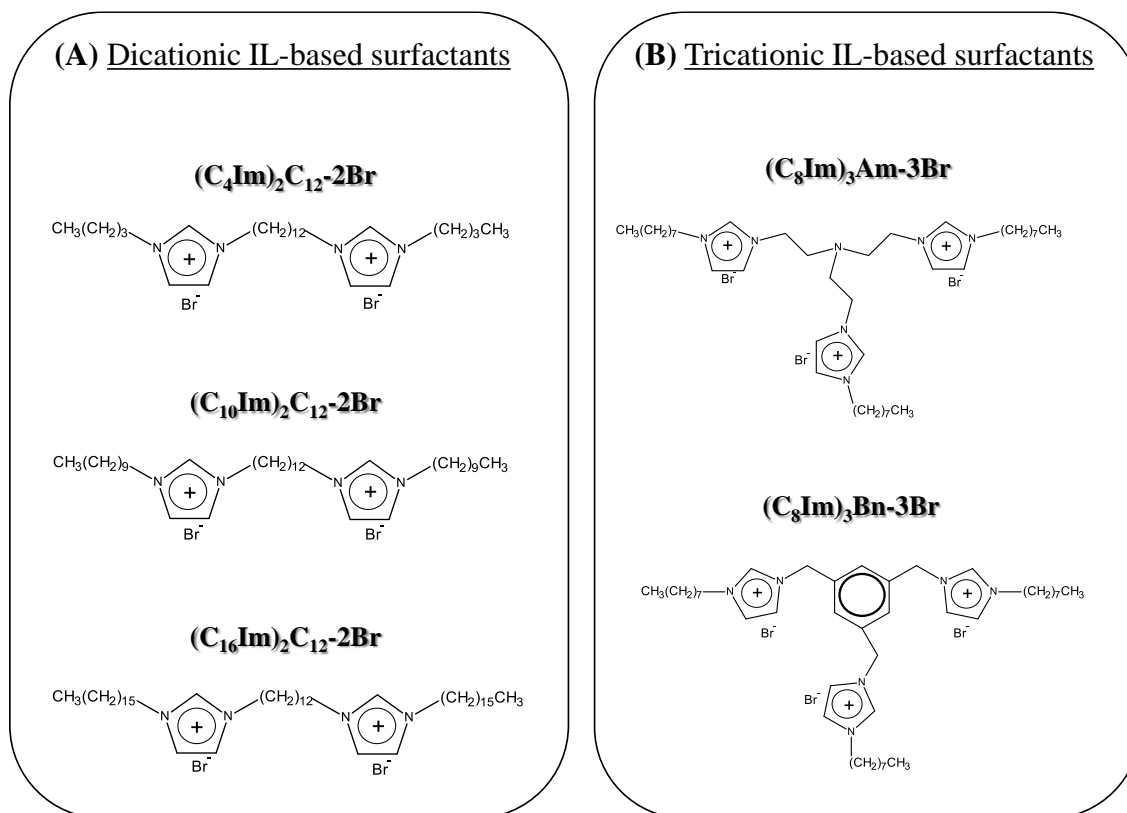 (A) Dicationic IL-based surfactants
(C4Im)2C12-2Br
CH3(CH2)3 N + N (CH2)12 N + N (CH2)3CH3
Br- Br-
(C10Im)2C12-2Br
CH3(CH2)9 N + N (CH2)12 N + N (CH2)9CH3
Br- Br-
(C16Im)2C12-2Br
CH3(CH2)15 N + N (CH2)12 N + N (CH2)15CH3
Br- Br-
(B) Tricationic IL-based surfactants
(C8Im)3Am-3Br
CH3(CH2)7 N + N N N + N (CH2)7CH3
Br- Br-
N
Br- +
N
(CH2)7CH3
(C8Im)3Bn-3Br
CH3(CH2)7 N + N N + N (CH2)7CH3
Br- Br-
N
Br- +
N
(CH2)7CH3